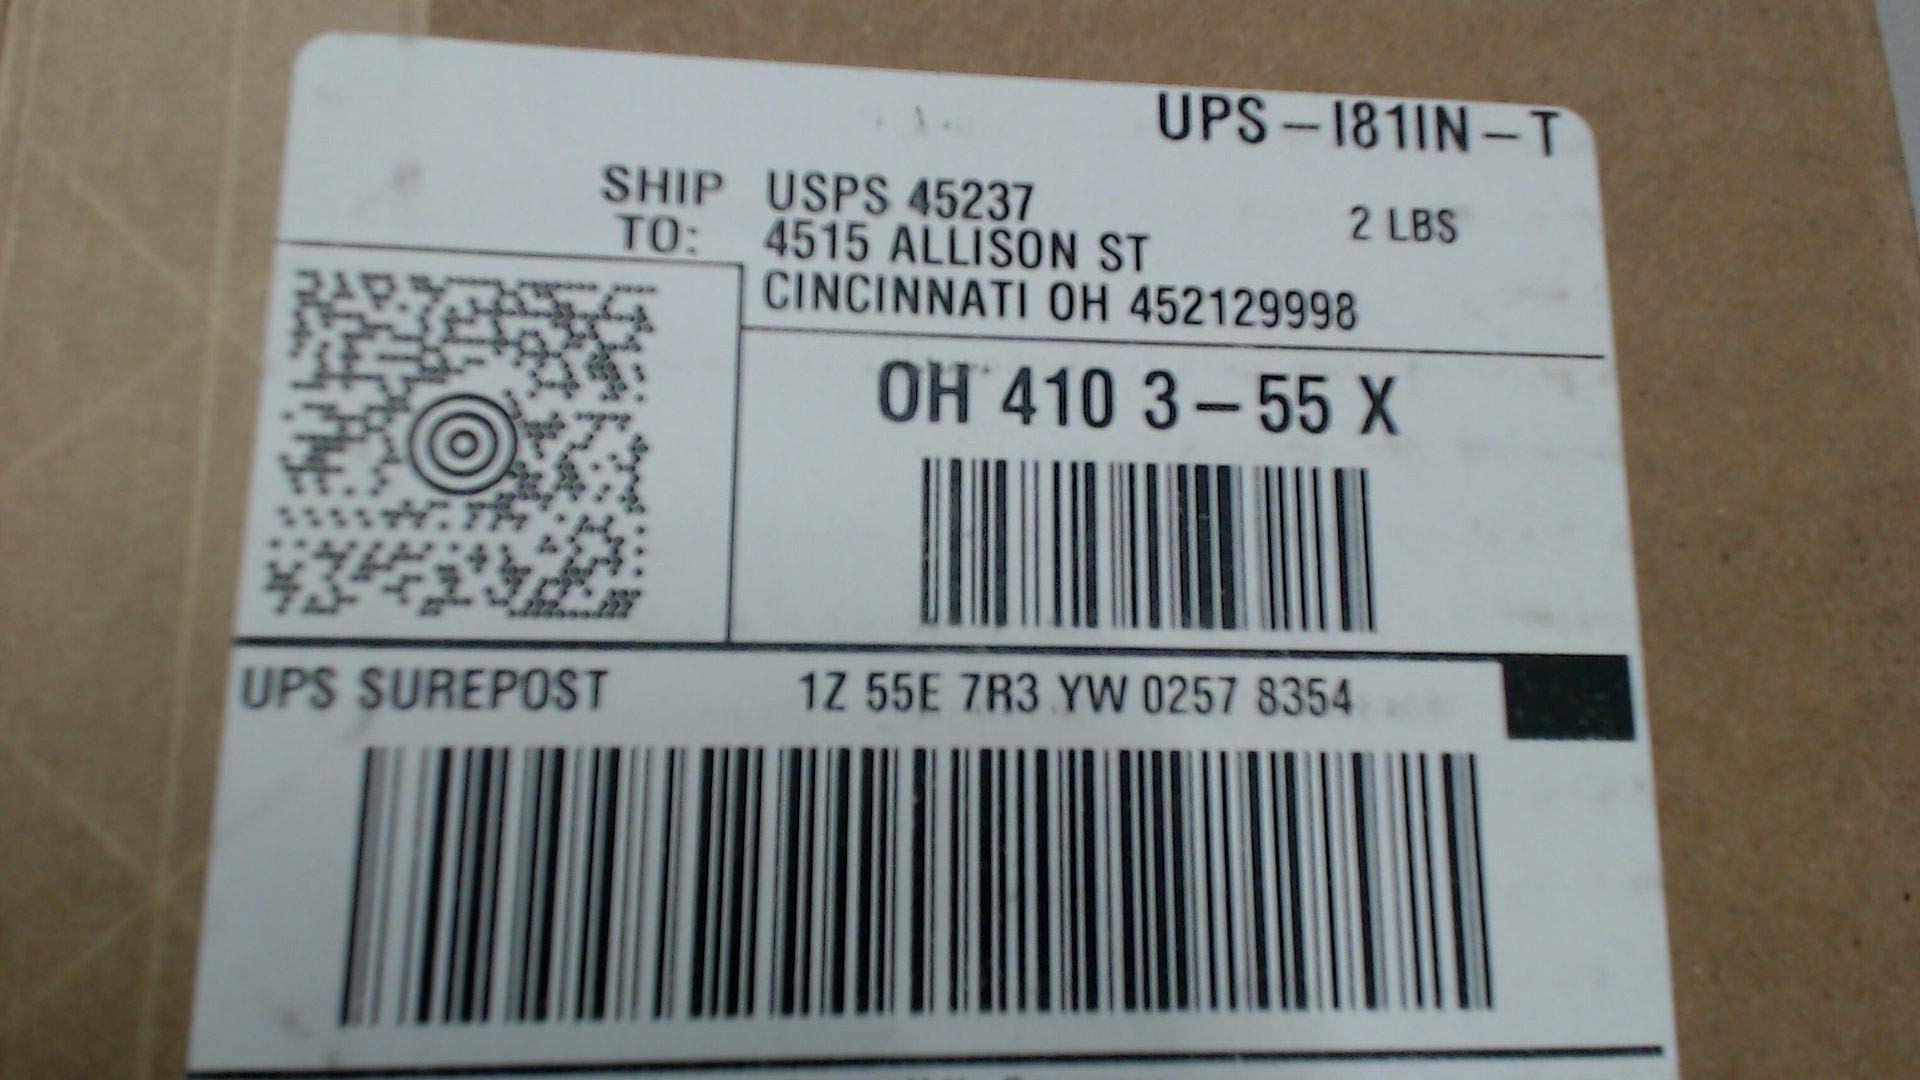 UPS – I81IN – T
SHIP TO: USPS 45237
2 LBS
4515 ALLISON ST
CINCINNATI OH 452129998
OH 410 3 – 55 X
UPS SUREPOST
1Z 55E 7R3 YW 0257 8354